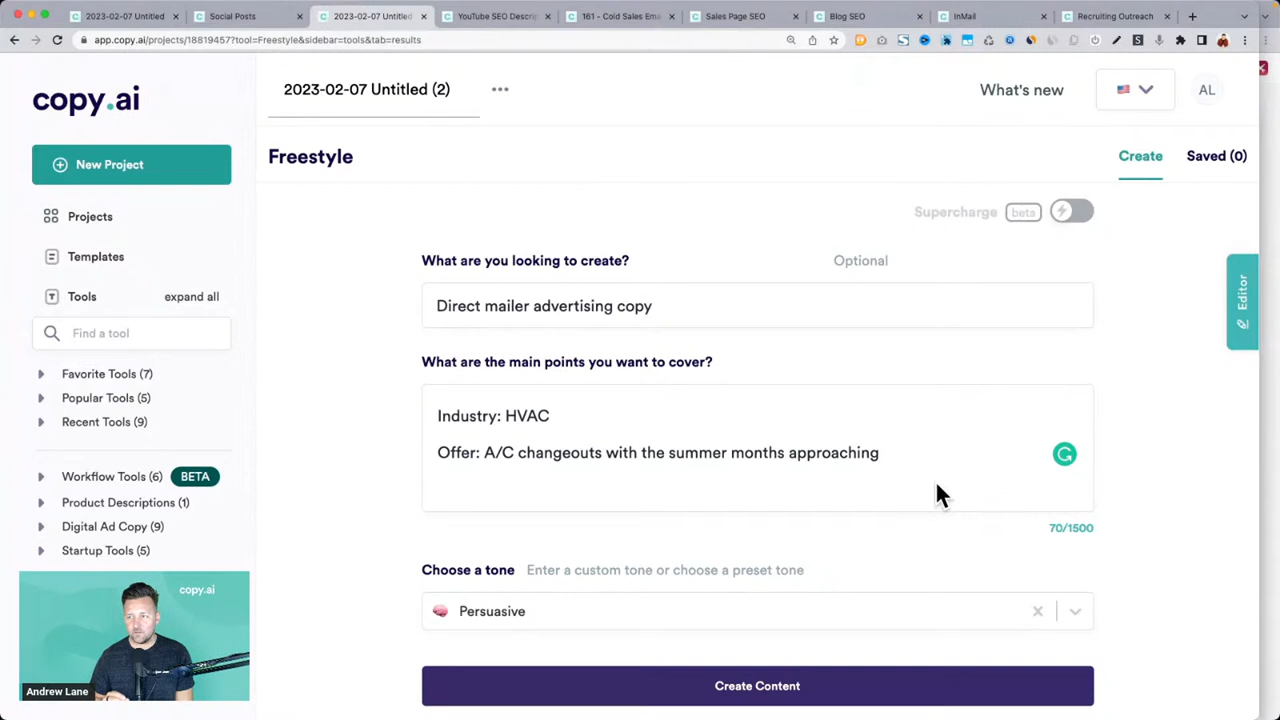 2023-02-07 Untitled
Social Posts
2023-02-07 Untitled
YouTube SEO Descrip
161 - Cold Sales Ema
Sales Page SEO
Blog SEO
InMail
Recruiting Outreach
app.copy.ai/projects/18819457?tool=Freestyle&sidebar=tools&tab=results
copy.ai
2023-02-07 Untitled (2)
What's new
AL
New Project
Freestyle
Create
Saved (0)
Projects
Supercharge beta
Templates
What are you looking to create?
Optional
Tools
expand all
Direct mailer advertising copy
Editor
Find a tool
What are the main points you want to cover?
Favorite Tools (7)
Popular Tools (5)
Recent Tools (9)
Industry: HVAC
Offer: A/C changeouts with the summer months approaching
Workflow Tools (6) BETA
Product Descriptions (1)
Digital Ad Copy (9)
Startup Tools (5)
70/1500
Choose a tone
Enter a custom tone or choose a preset tone
Persuasive
Create Content
copy.ai
Andrew Lane